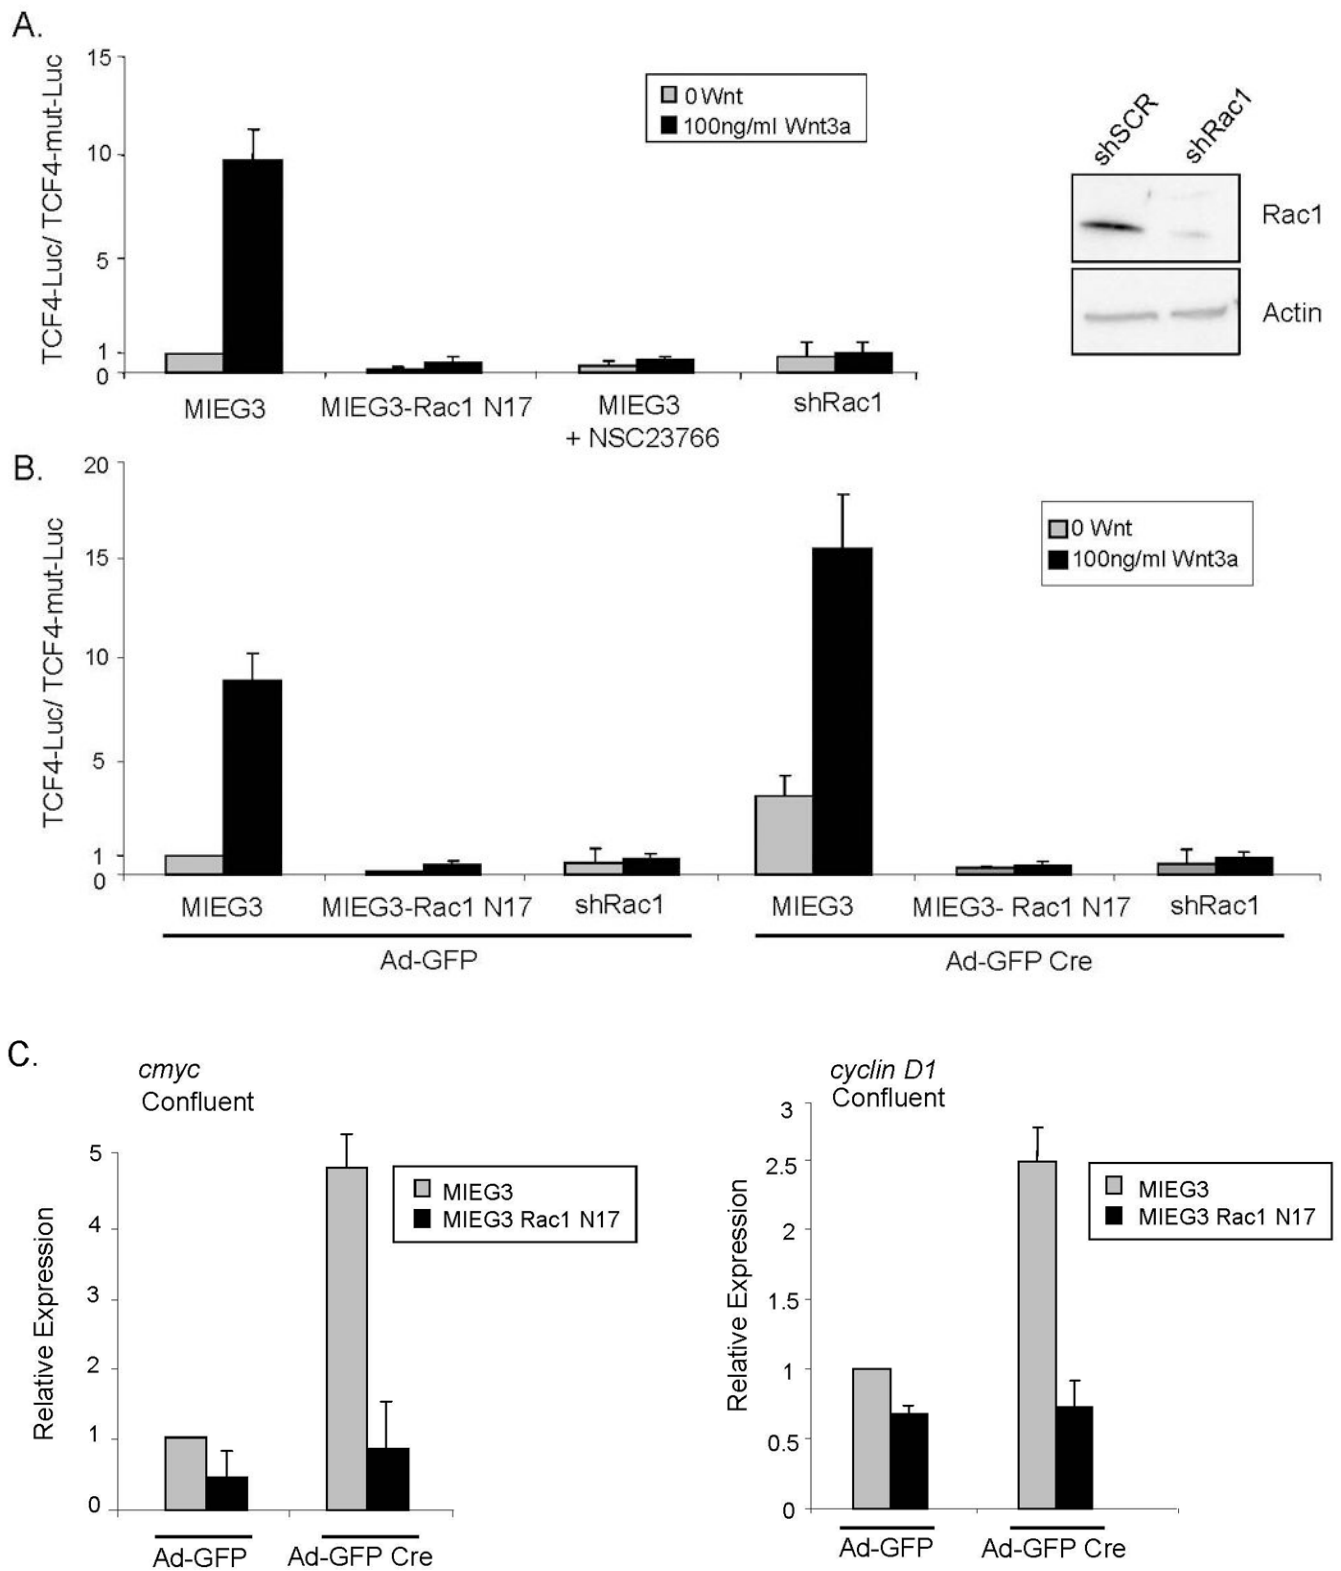 A.
TCF4-Luc/ TCF4-mut-Luc
15
10
5
1
0
0 Wnt
100ng/ml Wnt3a
MIEG3
MIEG3-Rac1 N17
MIEG3
+ NSC23766
shRac1
shSCR
shRac1
Rac1
Actin
B.
TCF4-Luc/ TCF4-mut-Luc
20
15
10
5
1
0
0 Wnt
100ng/ml Wnt3a
MIEG3
MIEG3-Rac1 N17
shRac1
MIEG3
MIEG3- Rac1 N17
shRac1
Ad-GFP
Ad-GFP Cre
C.
cmyc
Confluent
Relative Expression
5
4
3
2
1
0
MIEG3
MIEG3 Rac1 N17
Ad-GFP
Ad-GFP Cre
cyclin D1
Confluent
Relative Expression
3
2.5
2
1.5
1
0.5
0
MIEG3
MIEG3 Rac1 N17
Ad-GFP
Ad-GFP Cre